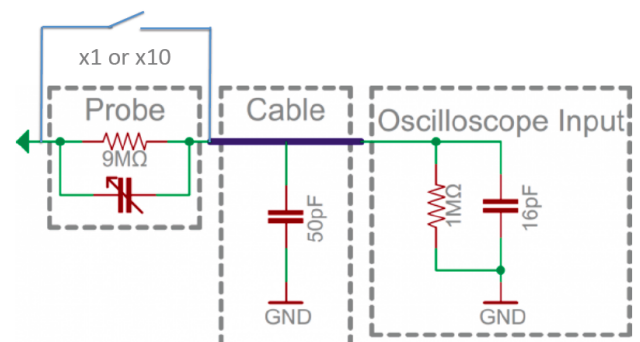 x1 or x10
Probe
9MΩ
Cable
50pF
GND
Oscilloscope Input
1MΩ
16pF
GND